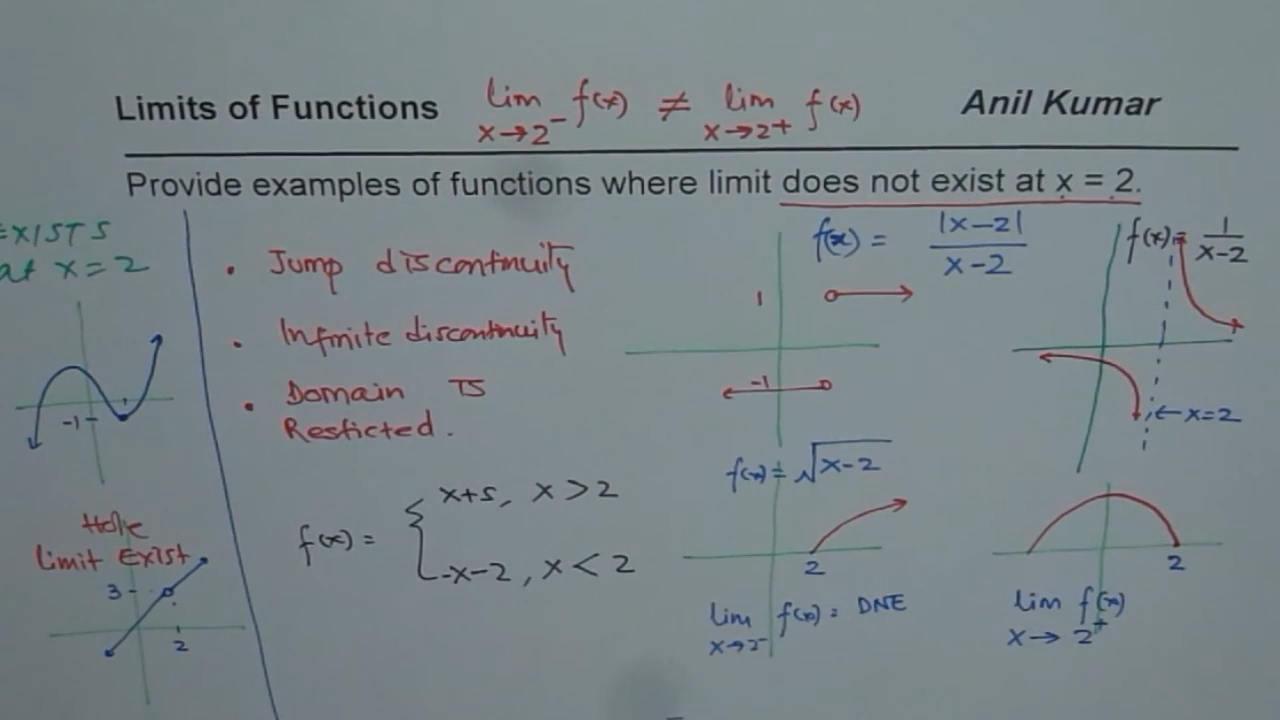 Limits of Functions lim x→2⁻ f(x) ≠ lim x→2⁺ f(x) Anil Kumar
Provide examples of functions where limit does not exist at x = 2.
EXISTS
at x=2
-1
Hole
Limit Exist
3
2
• Jump discontinuity
• Infinite discontinuity
• Domain is
Resticted.
f(x) = { x+5, x>2
-x-2, x<2
f(x) = |x-2| / x-2
1
-1
f(x) = 1 / x-2
x=2
f(x) = √x-2
2
lim x→2⁻ f(x) = DNE
2
lim x→2⁺ f(x)